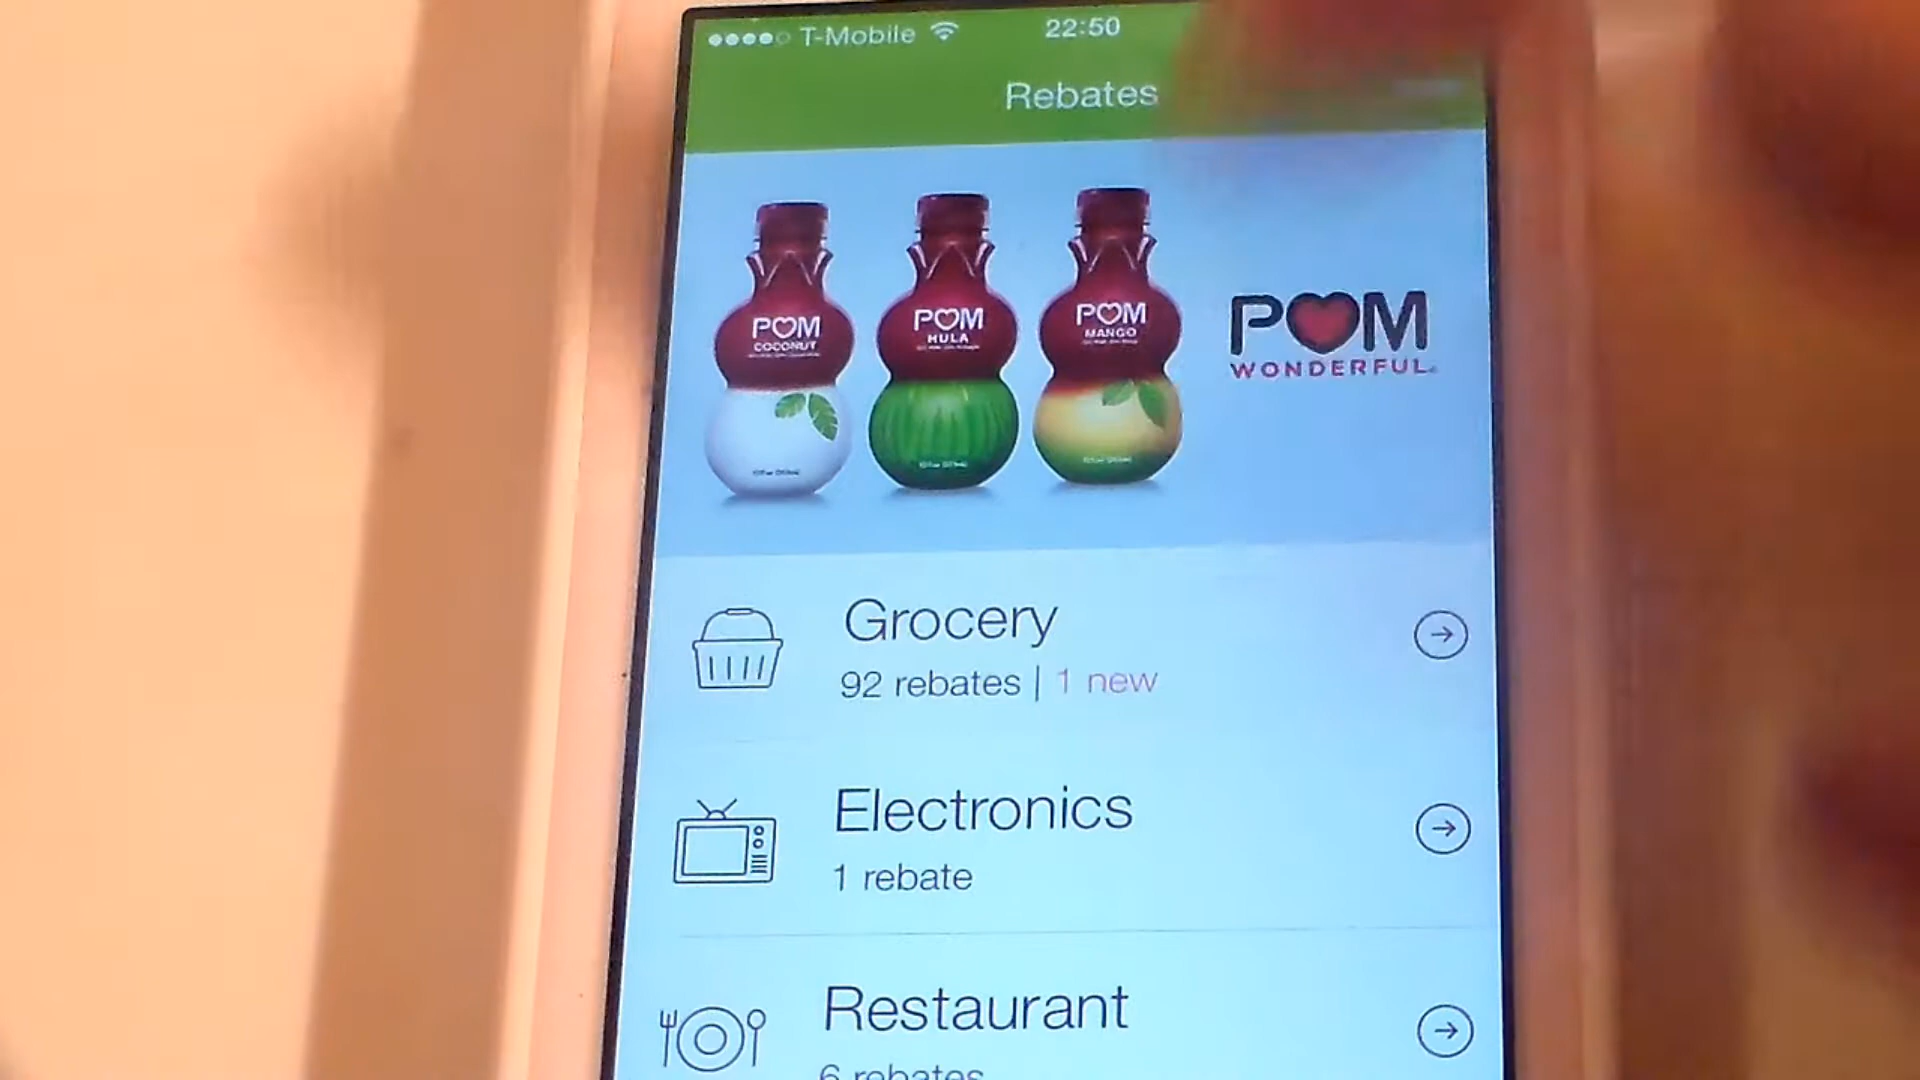 T-Mobile 22:50
Rebates
POM
COCONUT
POM
HULA
POM
MANGO
POM
WONDERFUL
Grocery
92 rebates | 1 new
Electronics
1 rebate
Restaurant
6 rebates